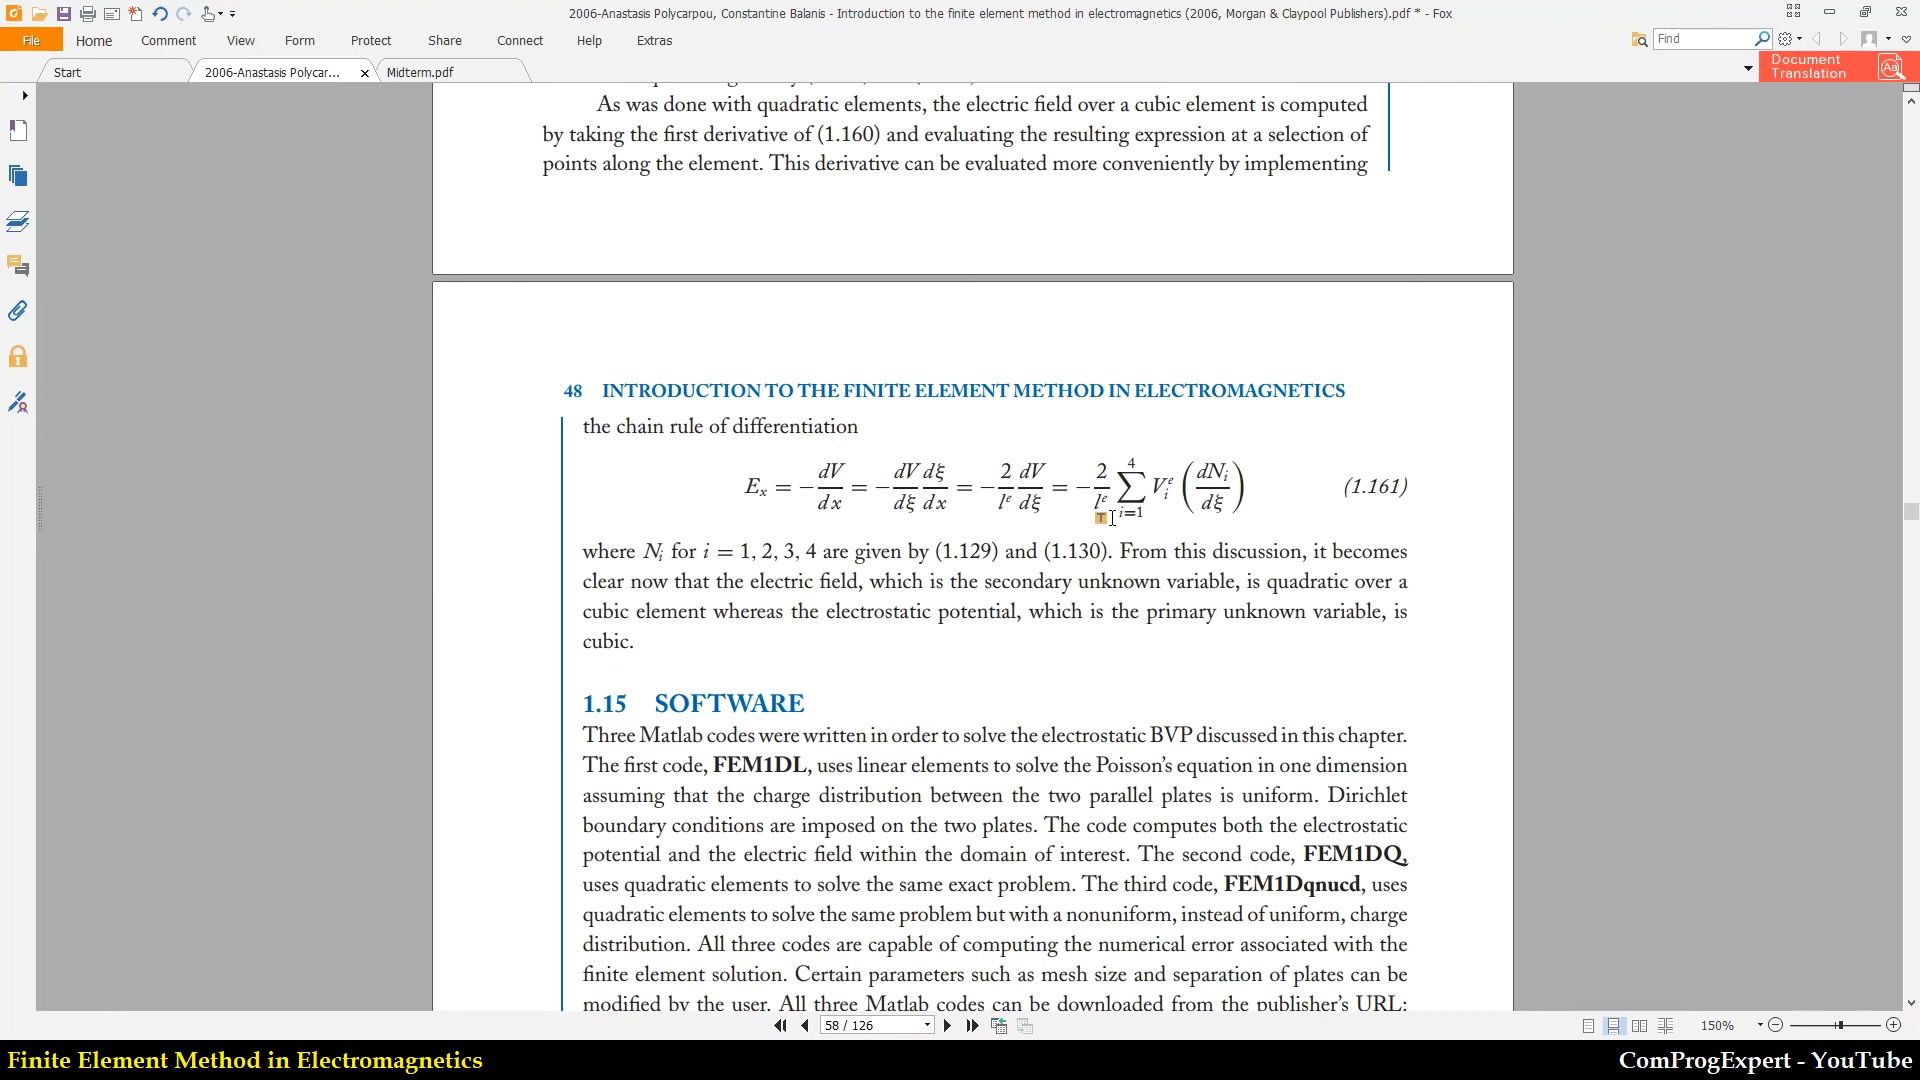 2006-Anastasis Polycarpou, Constantine Balanis - Introduction to the finite element method in electromagnetics (2006, Morgan & Claypool Publishers).pdf * - Fox
File Home Comment View Form Protect Share Connect Help Extras
Find
Start 2006-Anastasis Polycar... Midterm.pdf
Document
Translation
As was done with quadratic elements, the electric field over a cubic element is computed
by taking the first derivative of (1.160) and evaluating the resulting expression at a selection of
points along the element. This derivative can be evaluated more conveniently by implementing
48 INTRODUCTION TO THE FINITE ELEMENT METHOD IN ELECTROMAGNETICS
the chain rule of differentiation
Eₓ = −dV/dx = −dV/dξ dξ/dx = −2/lᵉ dV/dξ = −2/lᵉ ∑_{i=1}^{4} Vᵢᵉ (dNᵢ/dξ) (1.161)
where Nᵢ for i = 1, 2, 3, 4 are given by (1.129) and (1.130). From this discussion, it becomes
clear now that the electric field, which is the secondary unknown variable, is quadratic over a
cubic element whereas the electrostatic potential, which is the primary unknown variable, is
cubic.
1.15 SOFTWARE
Three Matlab codes were written in order to solve the electrostatic BVP discussed in this chapter.
The first code, FEM1DL, uses linear elements to solve the Poisson's equation in one dimension
assuming that the charge distribution between the two parallel plates is uniform. Dirichlet
boundary conditions are imposed on the two plates. The code computes both the electrostatic
potential and the electric field within the domain of interest. The second code, FEM1DQ,
uses quadratic elements to solve the same exact problem. The third code, FEM1Dqnucd, uses
quadratic elements to solve the same problem but with a nonuniform, instead of uniform, charge
distribution. All three codes are capable of computing the numerical error associated with the
finite element solution. Certain parameters such as mesh size and separation of plates can be
modified by the user. All three Matlab codes can be downloaded from the publisher's URL:
58 / 126
150%
Finite Element Method in Electromagnetics
ComProgExpert - YouTube